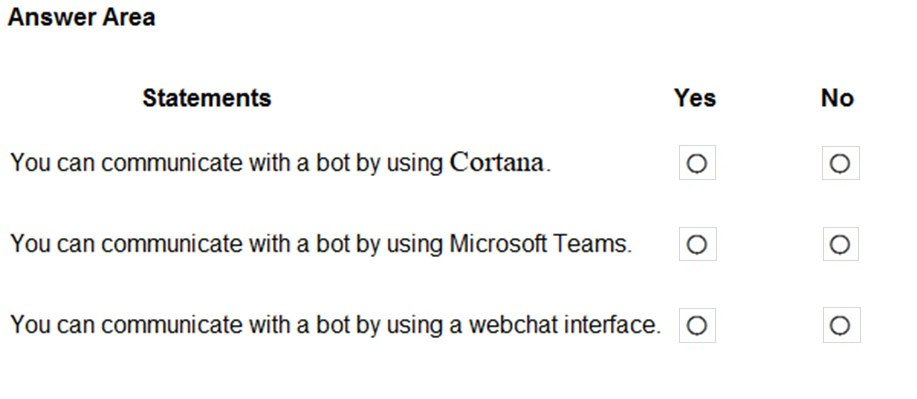 Answer Area
Statements Yes No
You can communicate with a bot by using Cortana.
You can communicate with a bot by using Microsoft Teams.
You can communicate with a bot by using a webchat interface.